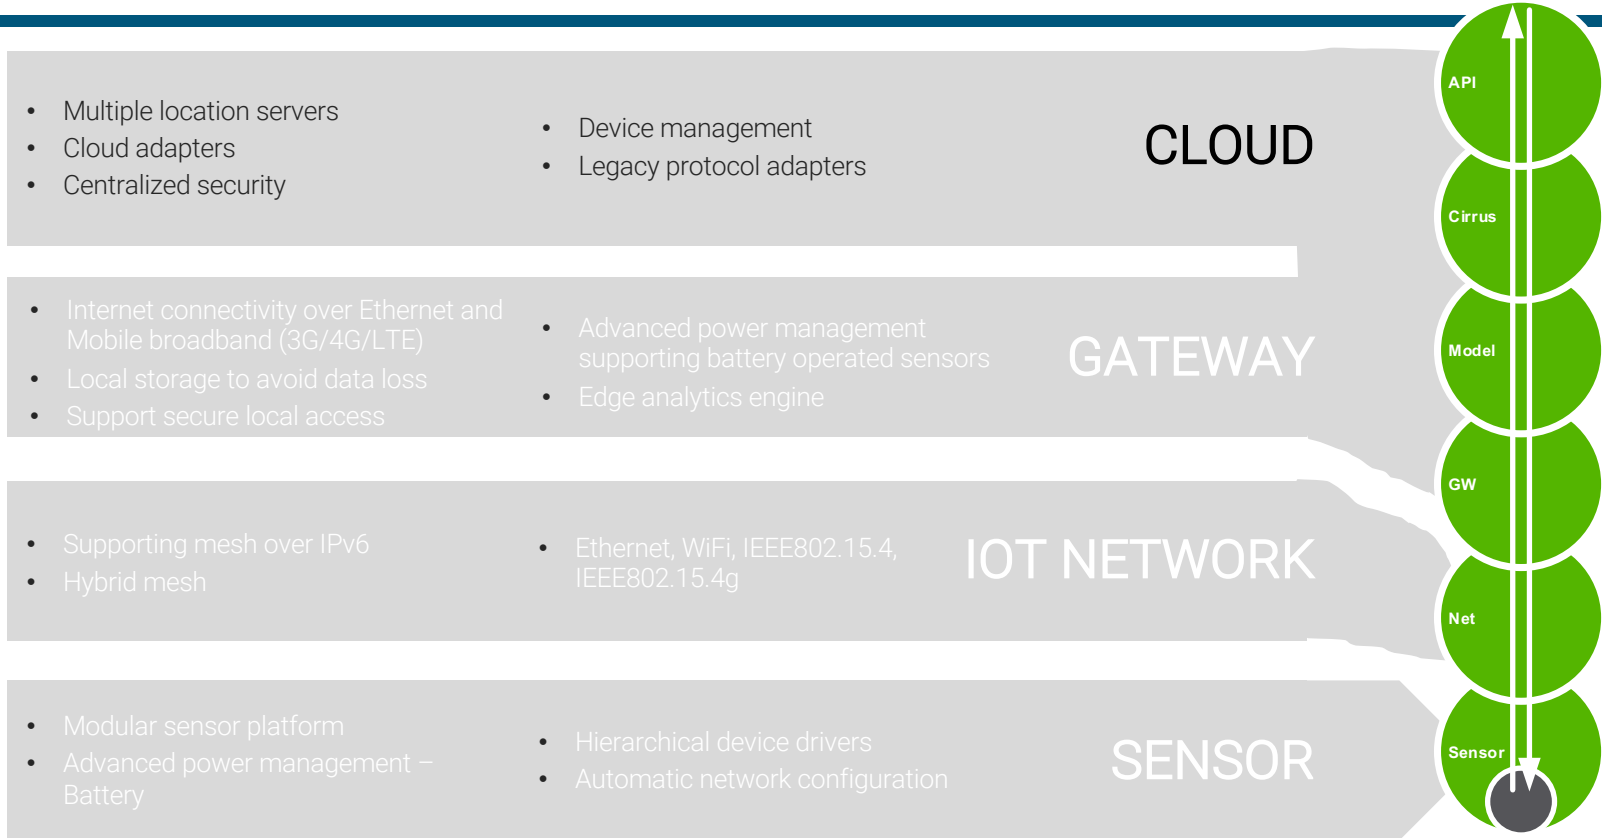 • Multiple location servers
• Cloud adapters
• Centralized security
• Device management
• Legacy protocol adapters
CLOUD
• Internet connectivity over Ethernet and
Mobile broadband (3G/4G/LTE)
• Local storage to avoid data loss
• Support secure local access
• Advanced power management
supporting battery operated sensors
• Edge analytics engine
GATEWAY
• Supporting mesh over IPv6
• Hybrid mesh
• Ethernet, WiFi, IEEE802.15.4,
IEEE802.15.4g
IOT NETWORK
• Modular sensor platform
• Advanced power management –
Battery
• Hierarchical device drivers
• Automatic network configuration
SENSOR
API
Cirrus
Model
GW
Net
Sensor